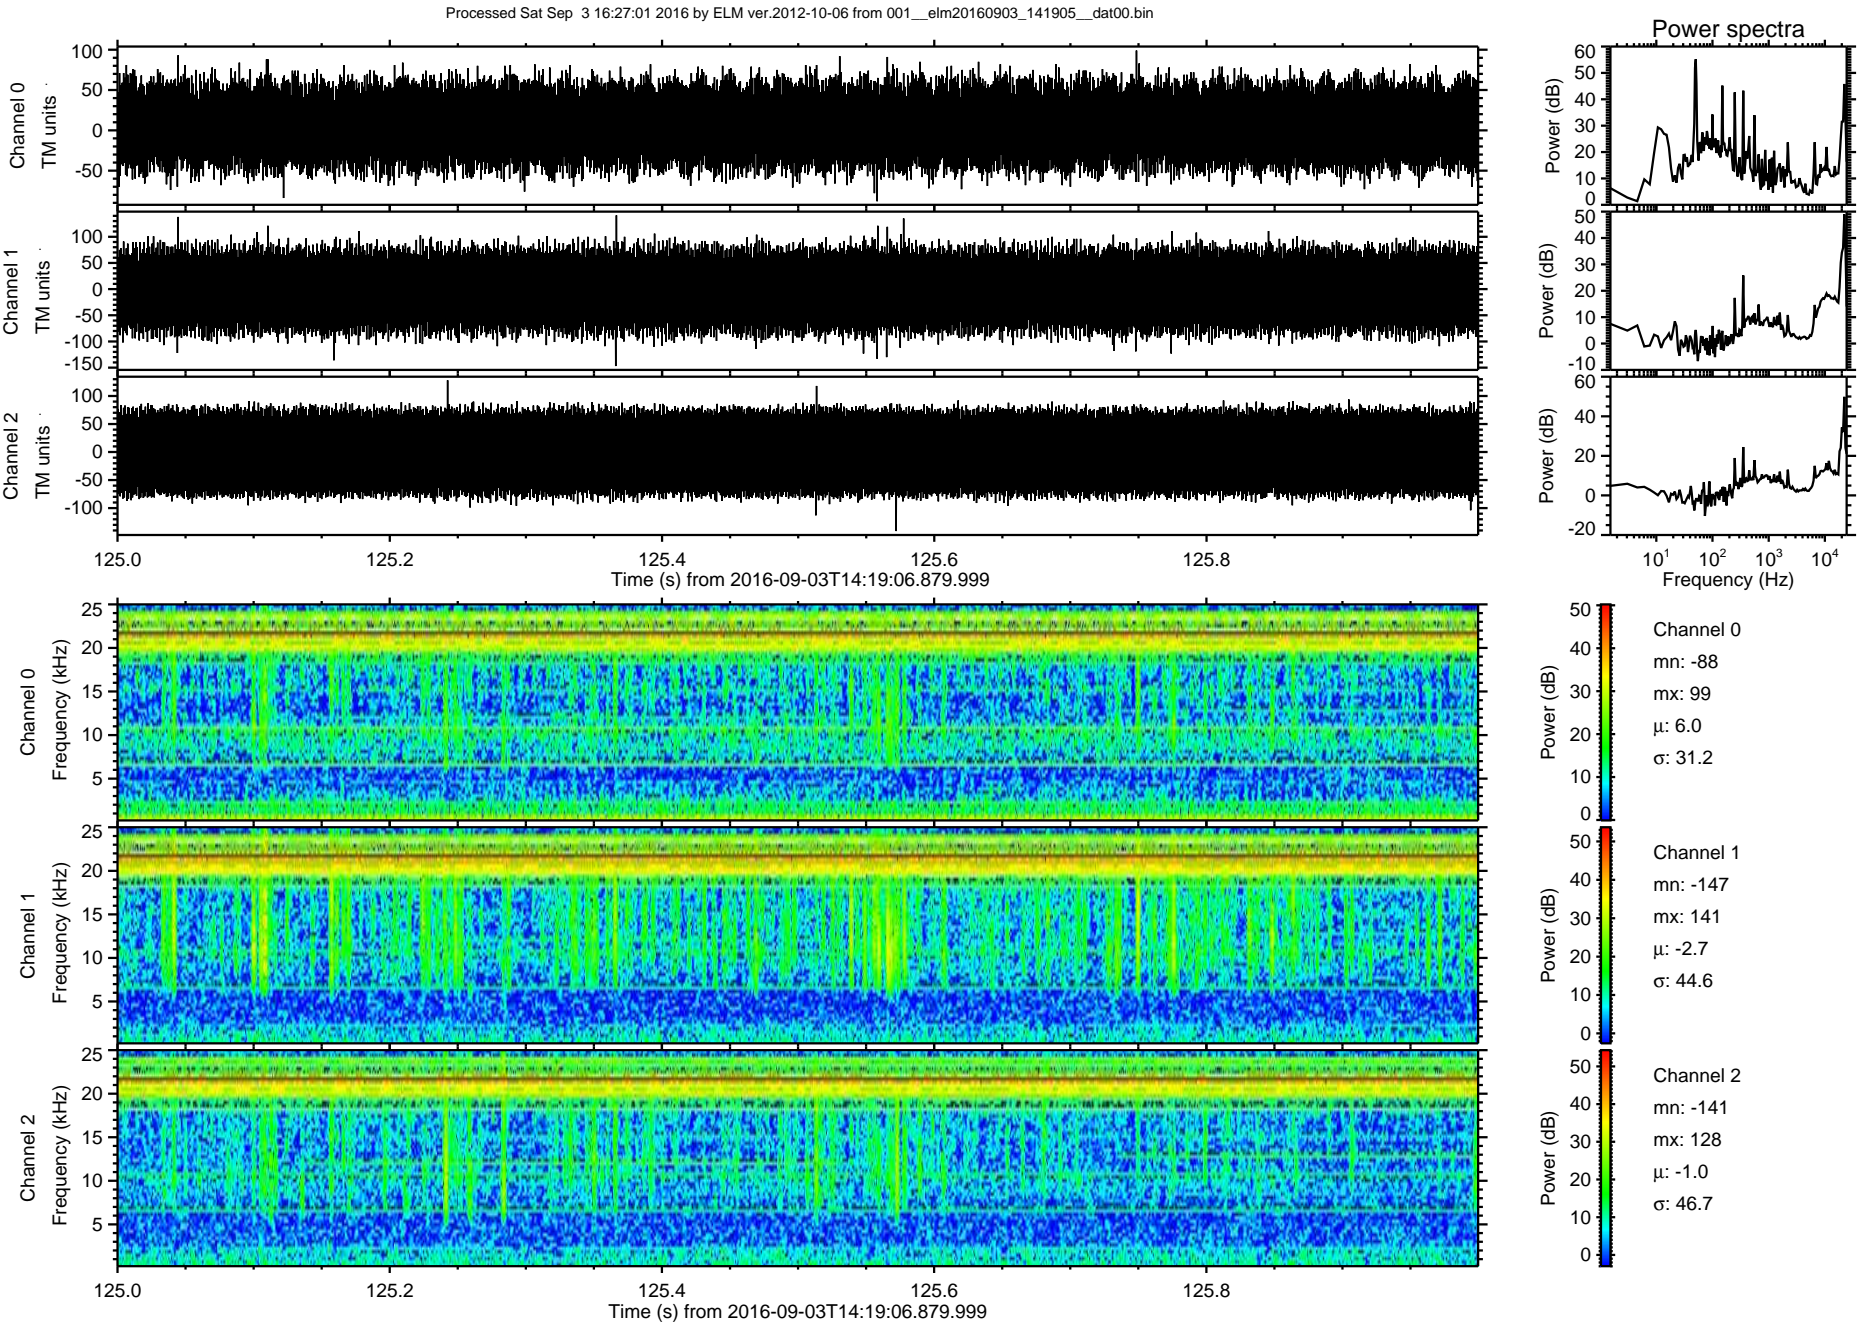 Processed Sat Sep 3 16:27:01 2016 by ELM ver.2012-10-06 from 001__elm20160903_141905__dat00.bin
Power spectra
Channel 0
TM units
100
50
0
-50
Power (dB)
60
50
40
30
20
10
0
Channel 1
TM units
100
50
0
-50
-100
-150
Power (dB)
50
40
30
20
10
0
-10
Channel 2
TM units
100
50
0
-50
-100
Power (dB)
60
40
20
0
-20
125.0 125.2 125.4 125.6 125.8
Time (s) from 2016-09-03T14:19:06.879.999
10^1 10^2 10^3 10^4
Frequency (Hz)
Channel 0
Frequency (kHz)
25
20
15
10
5
Power (dB)
50
40
30
20
10
0
Channel 0
mn: -88
mx: 99
μ: 6.0
σ: 31.2
Channel 1
Frequency (kHz)
25
20
15
10
5
Power (dB)
50
40
30
20
10
0
Channel 1
mn: -147
mx: 141
μ: -2.7
σ: 44.6
Channel 2
Frequency (kHz)
25
20
15
10
5
Power (dB)
50
40
30
20
10
0
Channel 2
mn: -141
mx: 128
μ: -1.0
σ: 46.7
125.0 125.2 125.4 125.6 125.8
Time (s) from 2016-09-03T14:19:06.879.999